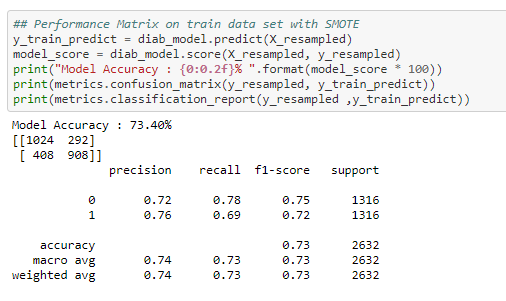 ## Performance Matrix on train data set with SMOTE
y_train_predict = diab_model.predict(X_resampled)
model_score = diab_model.score(X_resampled, y_resampled)
print("Model Accuracy : {0:0.2f}% ".format(model_score * 100))
print(metrics.confusion_matrix(y_resampled, y_train_predict))
print(metrics.classification_report(y_resampled ,y_train_predict))
Model Accuracy : 73.40%
[[1024  292]
 [ 408  908]]
              precision    recall  f1-score   support
           0       0.72      0.78      0.75      1316
           1       0.76      0.69      0.72      1316
    accuracy                           0.73      2632
   macro avg       0.74      0.73      0.73      2632
weighted avg       0.74      0.73      0.73      2632